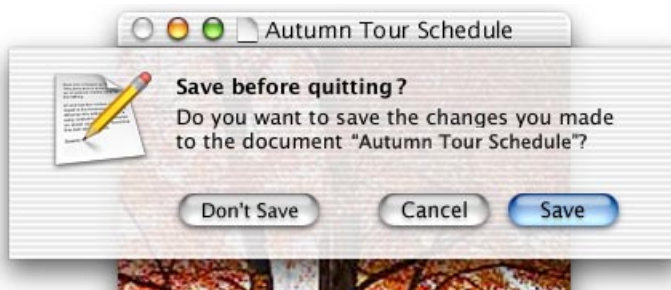 Autumn Tour Schedule
Save before quitting?
Do you want to save the changes you made
to the document “Autumn Tour Schedule”?
Don't Save
Cancel
Save